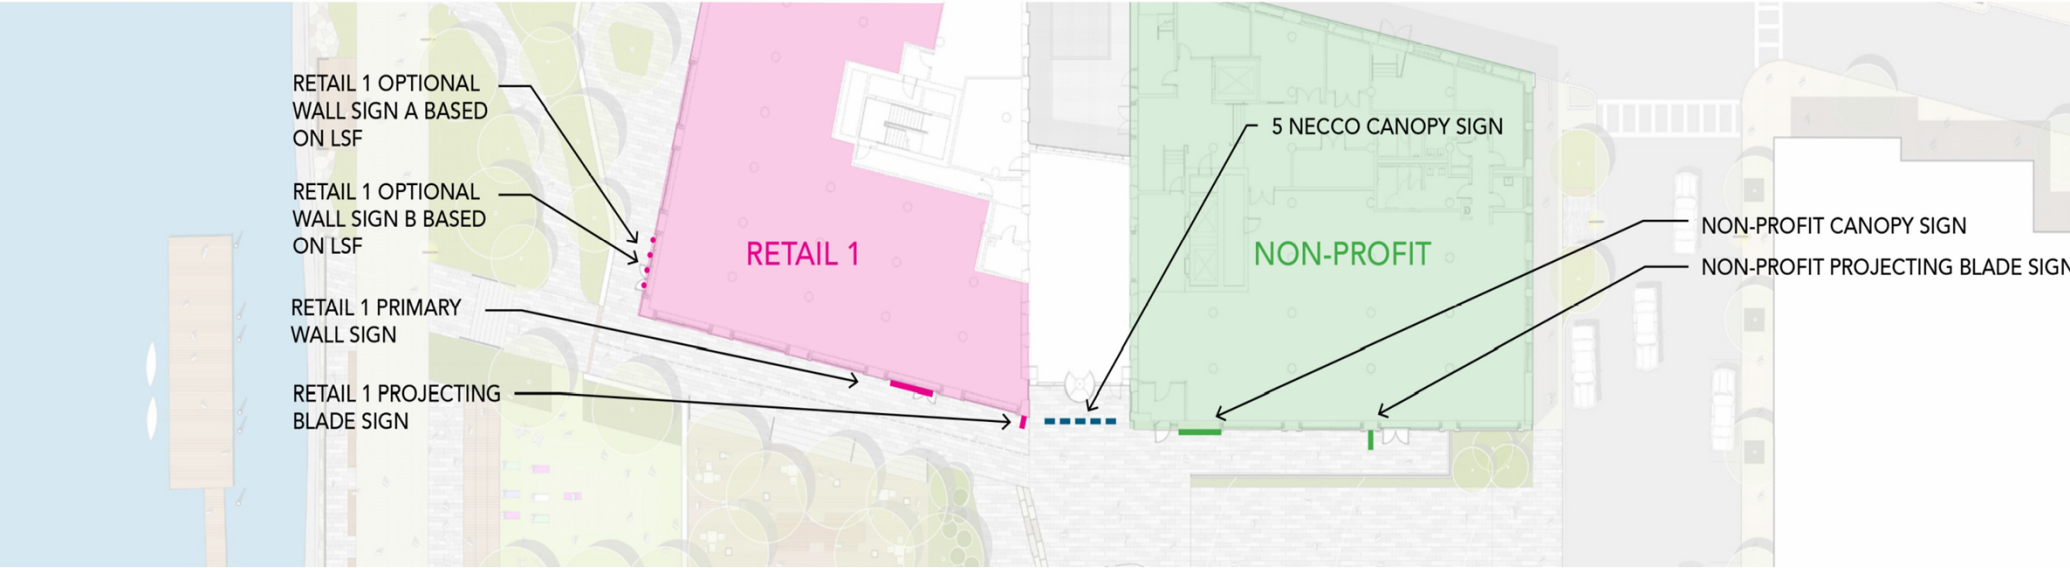 RETAIL 1 OPTIONAL
WALL SIGN A BASED
ON LSF
RETAIL 1 OPTIONAL
WALL SIGN B BASED
ON LSF
RETAIL 1 PRIMARY
WALL SIGN
RETAIL 1 PROJECTING
BLADE SIGN
RETAIL 1
5 NECCO CANOPY SIGN
NON-PROFIT
NON-PROFIT CANOPY SIGN
NON-PROFIT PROJECTING BLADE SIGN